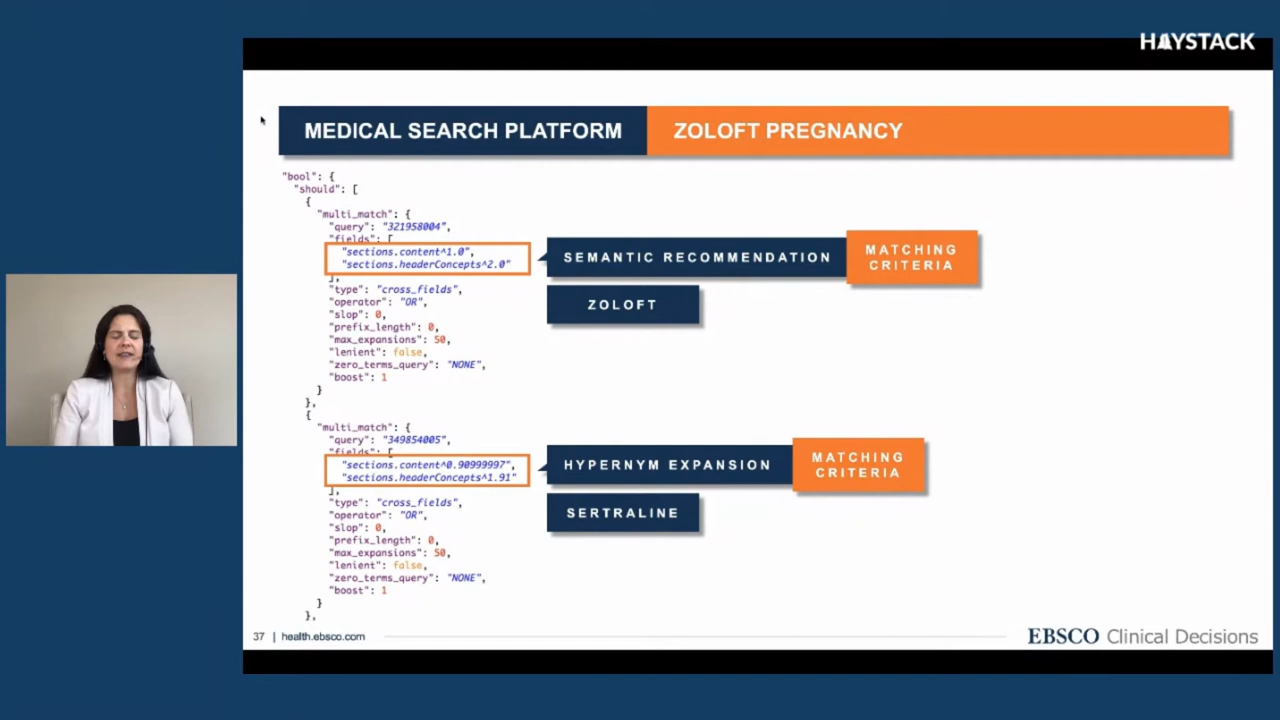 HAYSTACK
MEDICAL SEARCH PLATFORM
ZOLOFT PREGNANCY
"bool": {
"should": [
{
"multi_match": {
"query": "321958004",
"fields": [
"sections.content^1.0",
"sections.headerConcepts^2.0"
],
"type": "cross_fields",
"operator": "OR",
"slop": 0,
"prefix_length": 0,
"max_expansions": 50,
"lenient": false,
"zero_terms_query": "NONE",
"boost": 1
}
},
SEMANTIC RECOMMENDATION
MATCHING
CRITERIA
ZOLOFT
{
"multi_match": {
"query": "349854005",
"fields": [
"sections.content^0.90999997",
"sections.headerConcepts^1.91"
],
"type": "cross_fields",
"operator": "OR",
"slop": 0,
"prefix_length": 0,
"max_expansions": 50,
"lenient": false,
"zero_terms_query": "NONE",
"boost": 1
}
},
HYPERNYM EXPANSION
MATCHING
CRITERIA
SERTRALINE
37 | health.ebsco.com
EBSCO Clinical Decisions